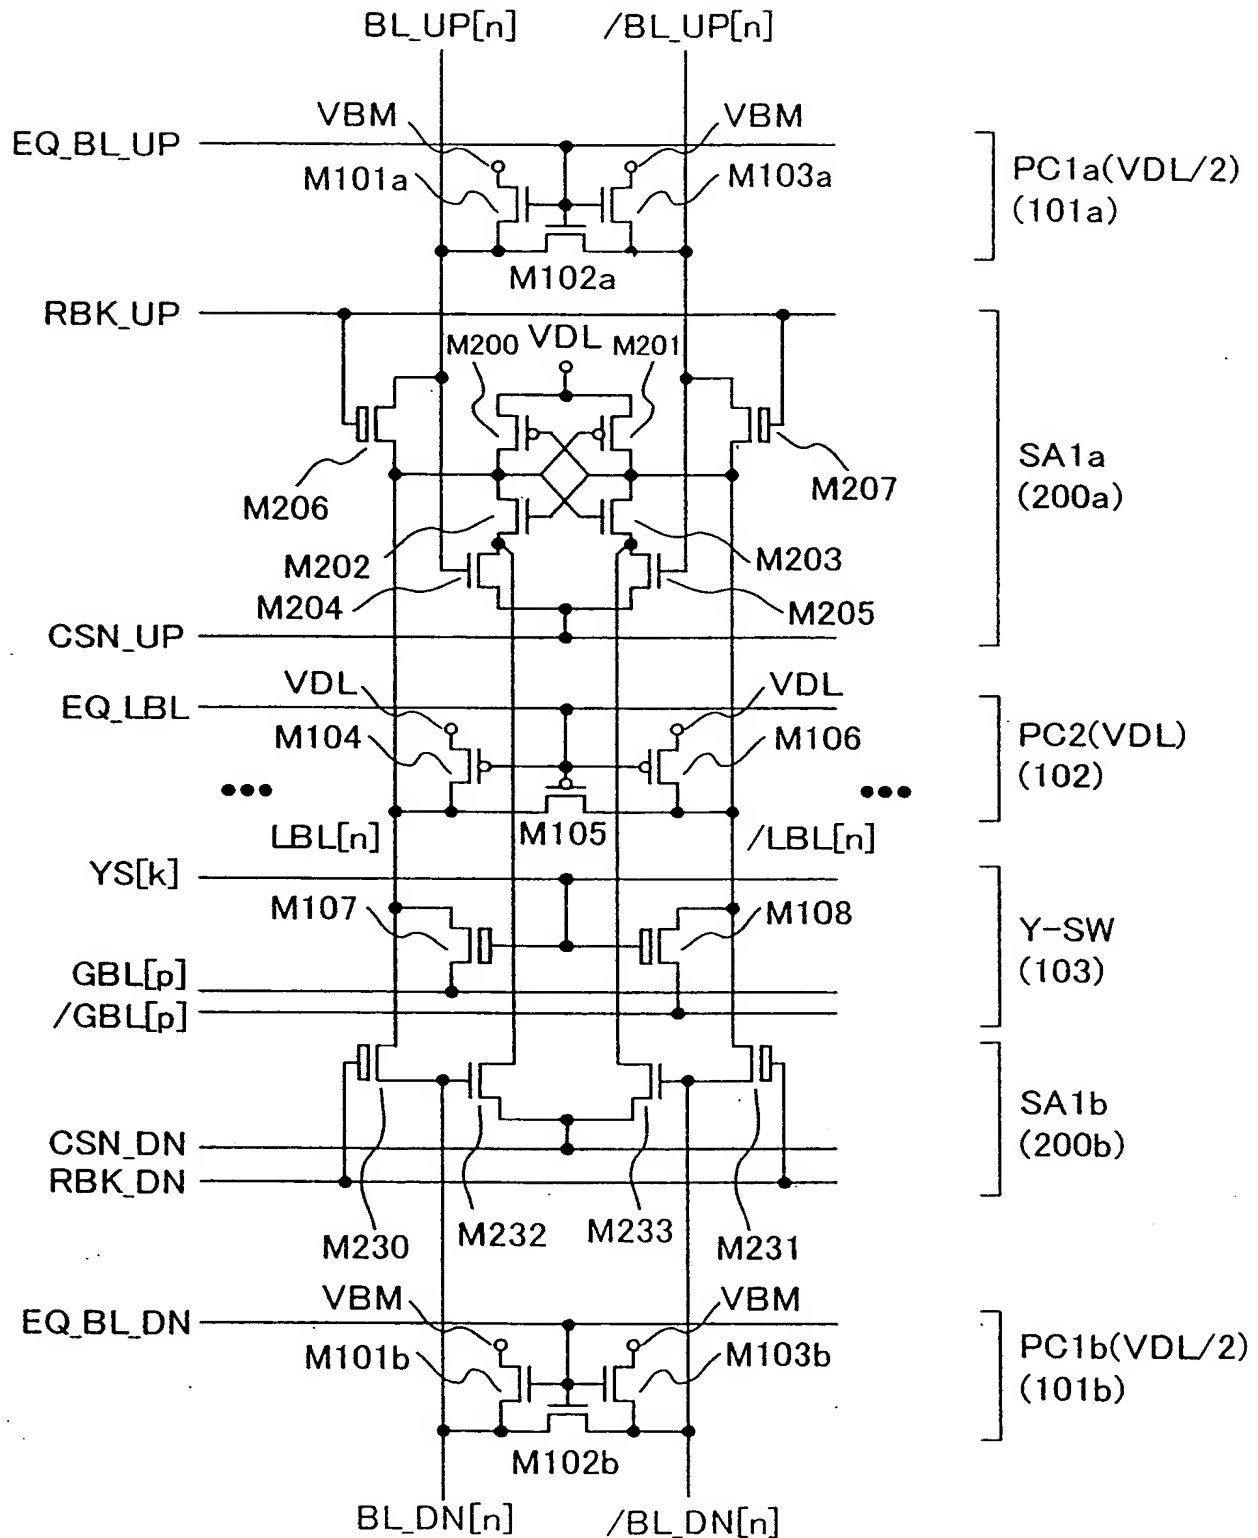 BL_UP[n] /BL_UP[n]
VBM VBM
EQ_BL_UP
M101a M103a
PC1a(VDL/2)
(101a)
M102a
RBK_UP
M200 VDL M201
SA1a
(200a)
M206 M207
M202 M203
M204 M205
CSN_UP
VDL VDL
EQ_LBL
M104 M106
PC2(VDL)
(102)
M105
LBL[n] /LBL[n]
YS[k]
M107 M108
Y-SW
(103)
GBL[p]
/GBL[p]
SA1b
(200b)
CSN_DN
RBK_DN
M230 M232 M233 M231
VBM VBM
EQ_BL_DN
M101b M103b
PC1b(VDL/2)
(101b)
M102b
BL_DN[n] /BL_DN[n]